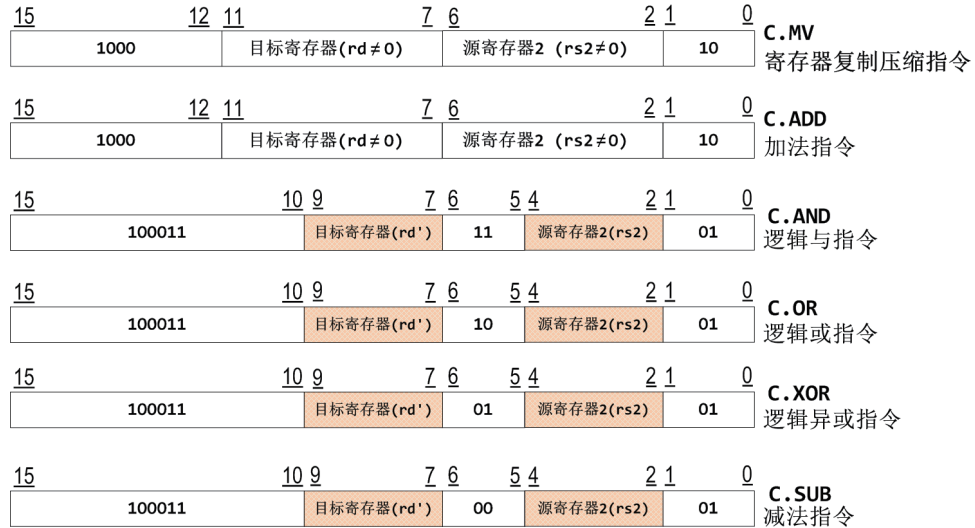 15 12 11 7 6 2 1 0
1000 目标寄存器(rd≠0) 源寄存器2 (rs2≠0) 10
C.MV
寄存器复制压缩指令
15 12 11 7 6 2 1 0
1000 目标寄存器(rd≠0) 源寄存器2 (rs2≠0) 10
C.ADD
加法指令
15 10 9 7 6 5 4 2 1 0
100011 目标寄存器(rd') 11 源寄存器2(rs2) 01
C.AND
逻辑与指令
15 10 9 7 6 5 4 2 1 0
100011 目标寄存器(rd') 10 源寄存器2(rs2) 01
C.OR
逻辑或指令
15 10 9 7 6 5 4 2 1 0
100011 目标寄存器(rd') 01 源寄存器2(rs2) 01
C.XOR
逻辑异或指令
15 10 9 7 6 5 4 2 1 0
100011 目标寄存器(rd') 00 源寄存器2(rs2) 01
C.SUB
减法指令